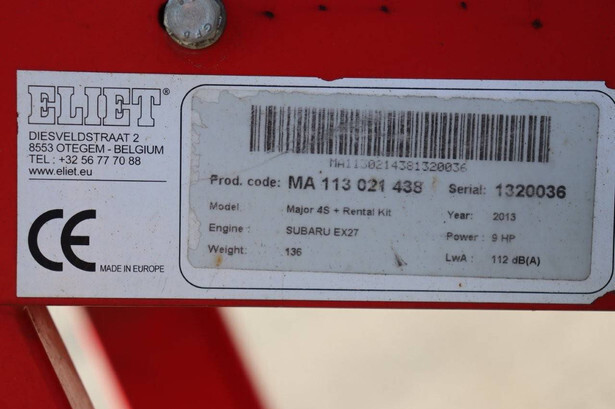 ELIET®
DIESVELDSTRAAT 2
8553 OTEGEM - BELGIUM
TEL : +32 56 77 70 88
www.eliet.eu
CE MADE IN EUROPE
MA1130214381320036
Prod. code: MA 113 021 438 Serial: 1320036
Model: Major 4S + Rental Kit Year: 2013
Engine : SUBARU EX27 Power : 9 HP
Weight: 136 LwA : 112 dB(A)